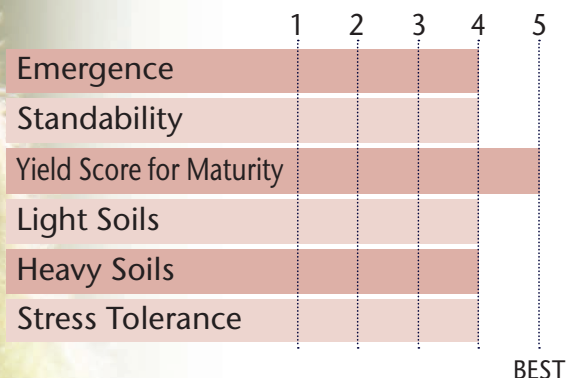 1 2 3 4 5
Emergence
Standability
Yield Score for Maturity
Light Soils
Heavy Soils
Stress Tolerance
BEST